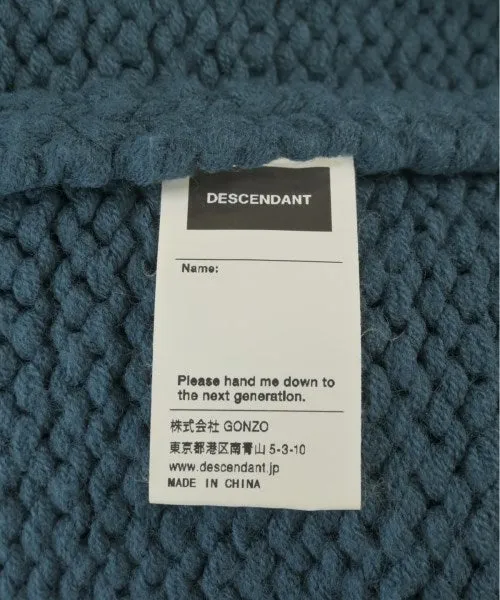 DESCENDANT
Name:
Please hand me down to
the next generation.
株式会社 GONZO
東京都港区南青山 5-3-10
www.descendant.jp
MADE IN CHINA